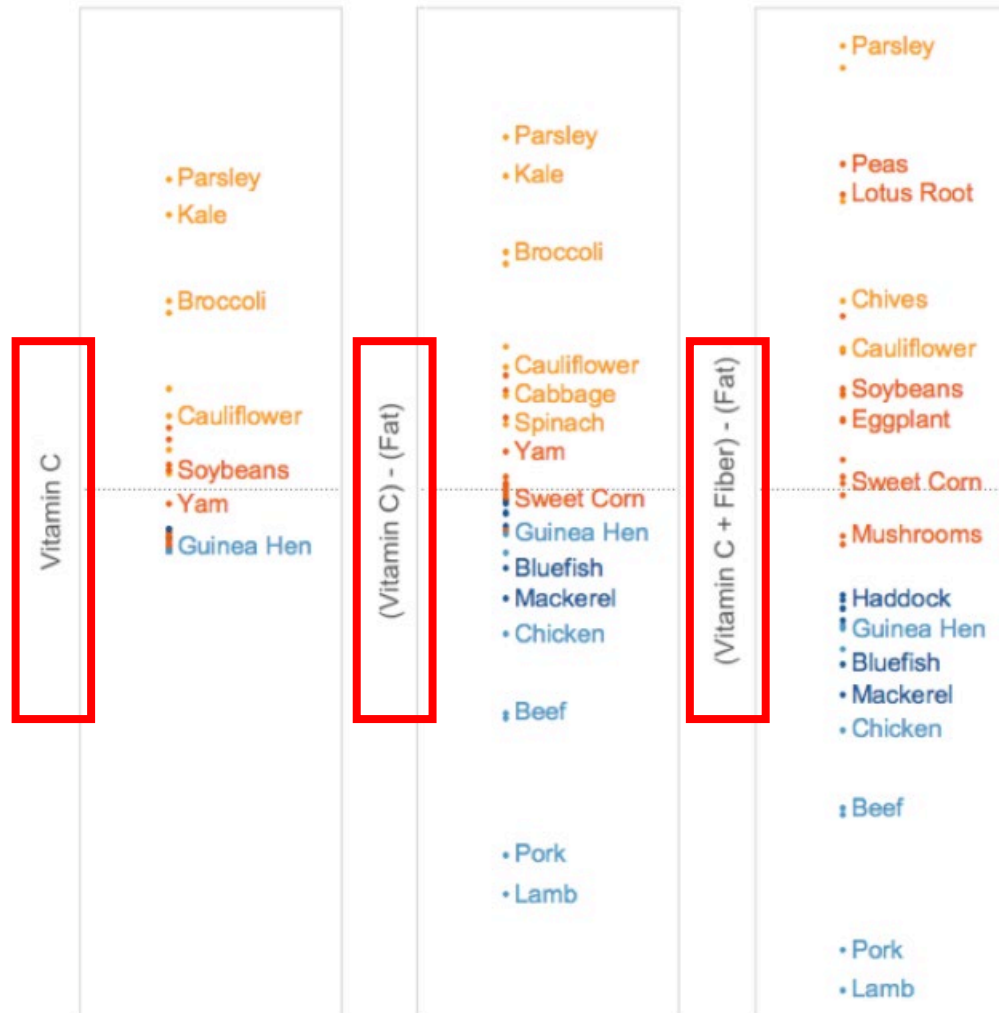 Vitamin C
Parsley
Kale
Broccoli
Cauliflower
Soybeans
Yam
Guinea Hen
(Vitamin C) - (Fat)
Parsley
Kale
Broccoli
Cauliflower
Cabbage
Spinach
Yam
Sweet Corn
Guinea Hen
Bluefish
Mackerel
Chicken
Beef
Pork
Lamb
(Vitamin C + Fiber) - (Fat)
Parsley
Peas
Lotus Root
Chives
Cauliflower
Soybeans
Eggplant
Sweet Corn
Mushrooms
Haddock
Guinea Hen
Bluefish
Mackerel
Chicken
Beef
Pork
Lamb